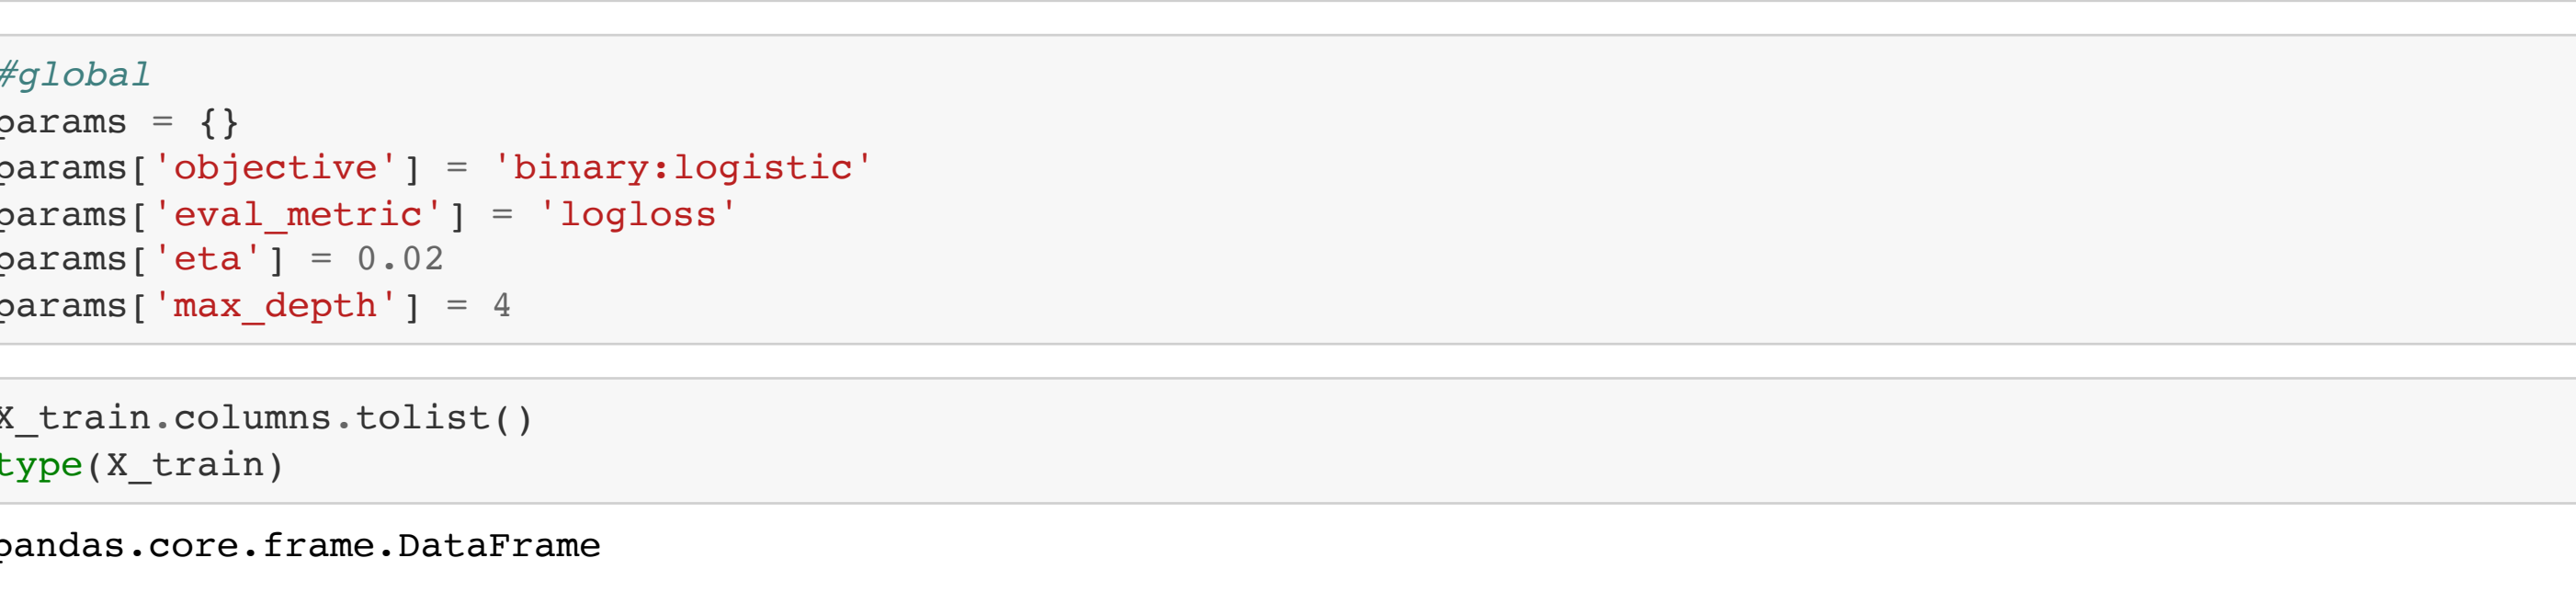 #global
params = {}
params['objective'] = 'binary:logistic'
params['eval_metric'] = 'logloss'
params['eta'] = 0.02
params['max_depth'] = 4
X_train.columns.tolist()
type(X_train)
pandas.core.frame.DataFrame